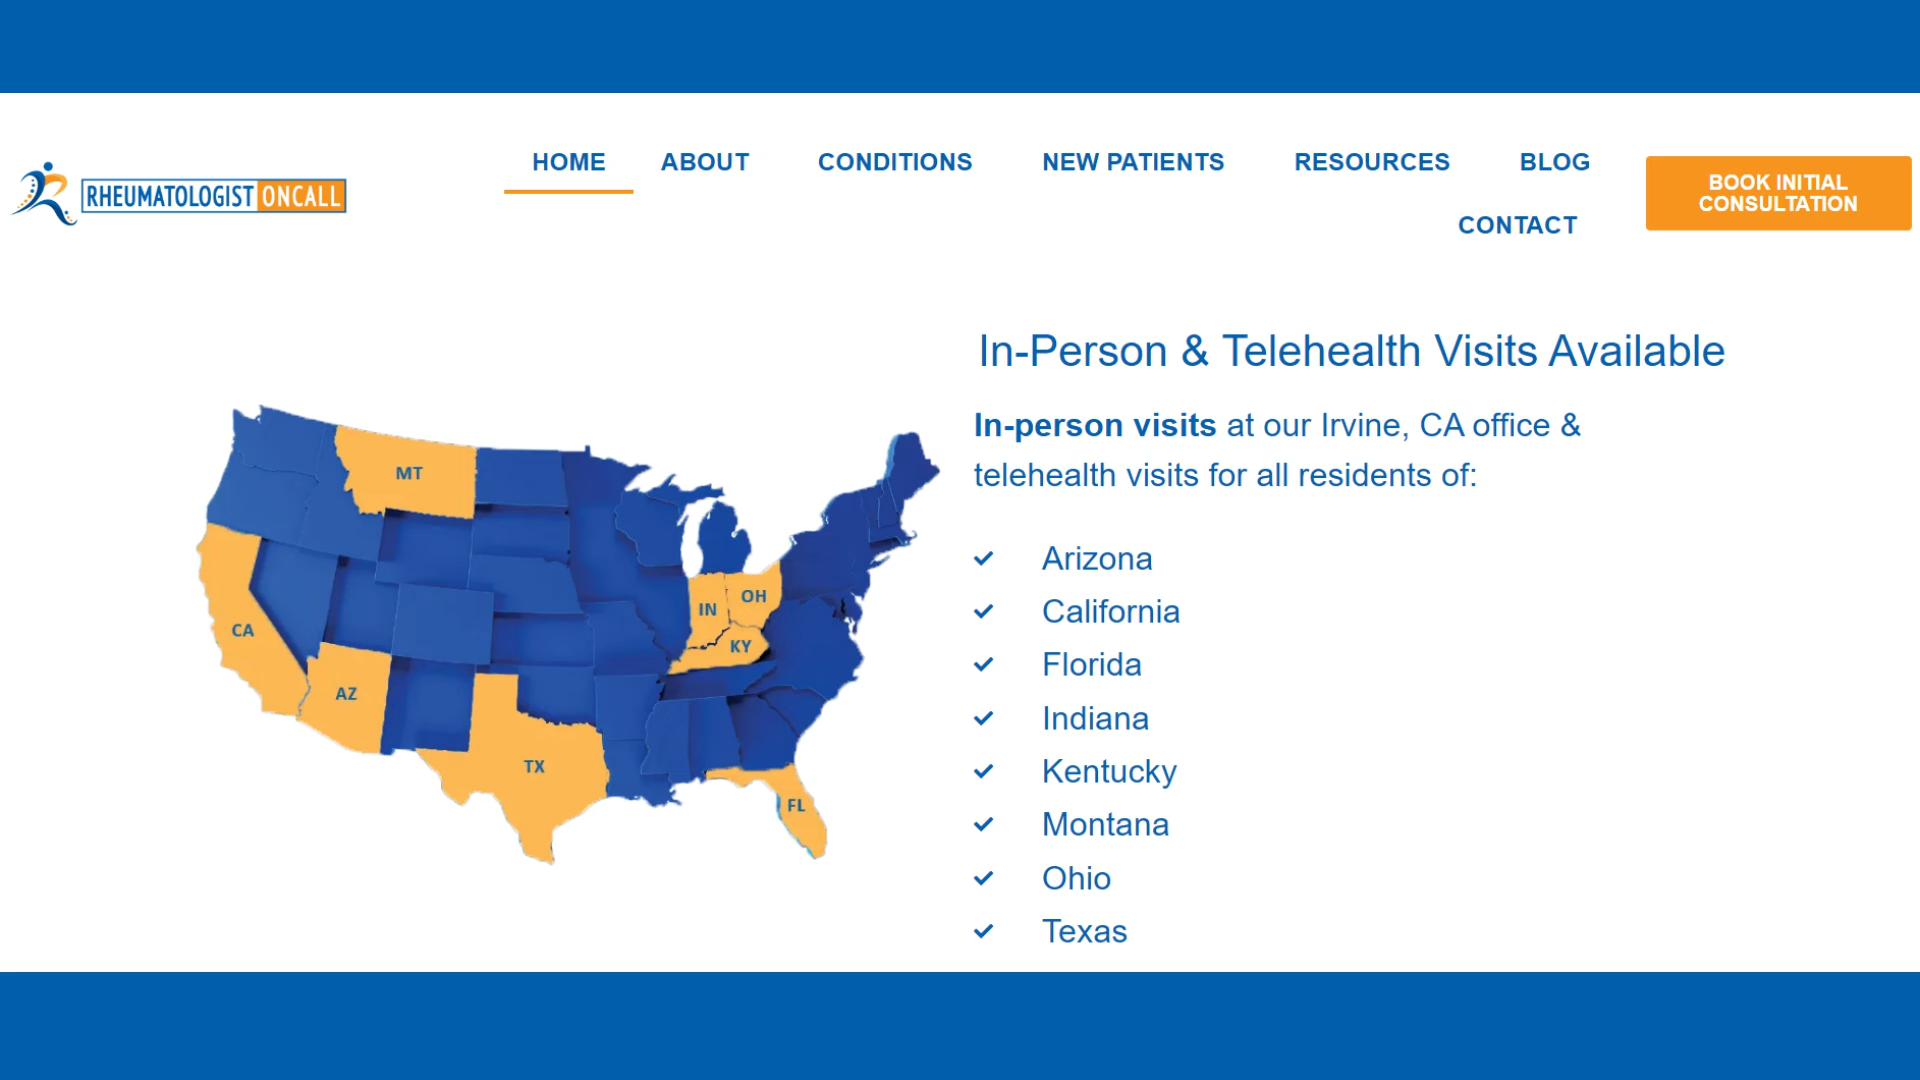 HOME
ABOUT
CONDITIONS
NEW PATIENTS
RESOURCES
BLOG
CONTACT
RHEUMATOLOGIST ONCALL
BOOK INITIAL
CONSULTATION
In-Person & Telehealth Visits Available
In-person visits at our Irvine, CA office &
telehealth visits for all residents of:
Arizona
California
Florida
Indiana
Kentucky
Montana
Ohio
Texas
MT
OH
IN
CA
KY
AZ
TX
FL